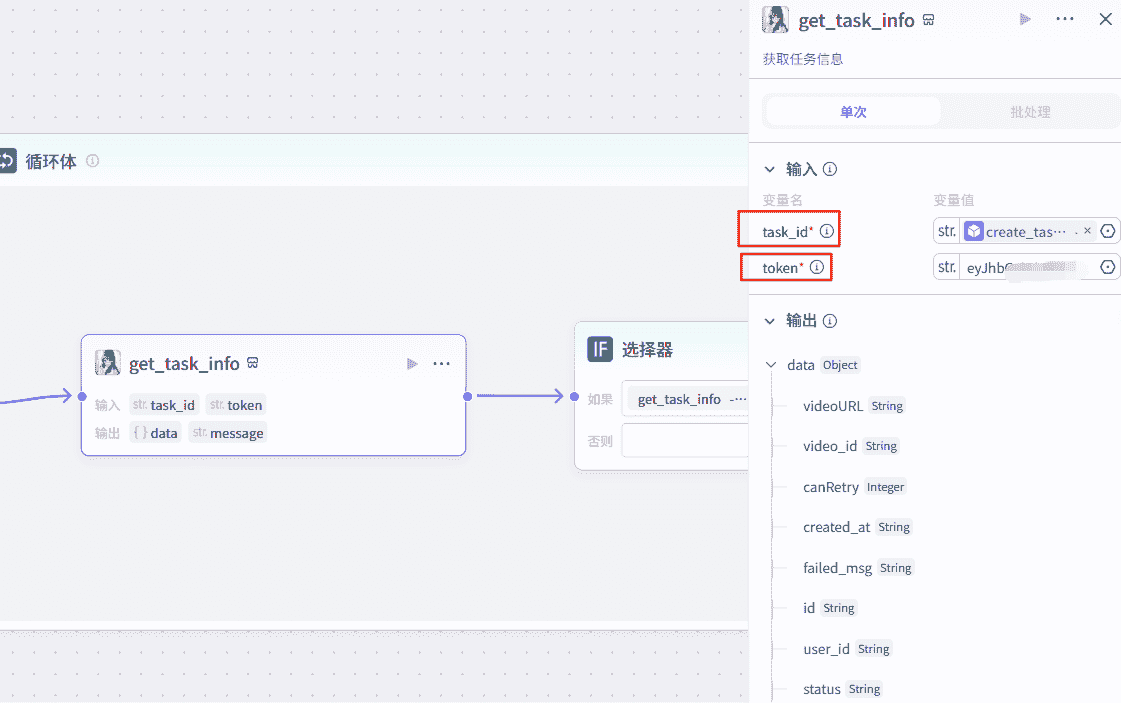 get_task_info
获取任务信息
单次
批处理
循环体
输入
变量名
变量值
task_id*
str.
create_tas···
token*
str.
输出
data Object
get_task_info
输入 str. task_id str. token
输出 { } data str. message
IF 选择器
如果 get_task_info -···
否则
videoURL String
video_id String
canRetry Integer
created_at String
failed_msg String
id String
user_id String
status String